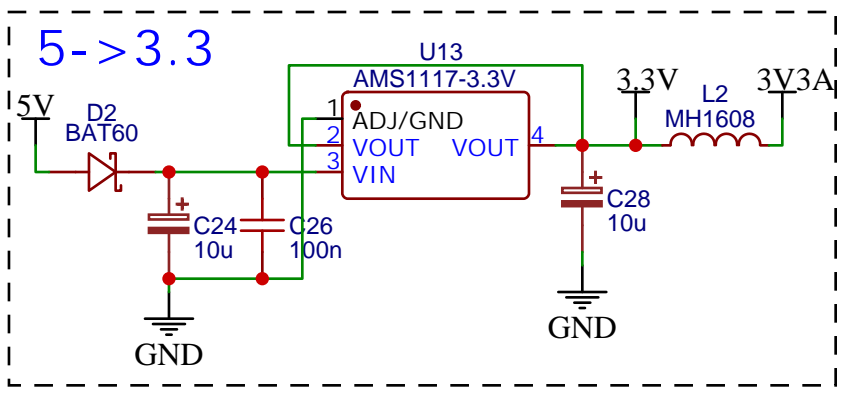 5->3.3
U13
AMS1117-3.3V
3.3V
3V3A
5V
D2
BAT60
L2
MH1608
1
ADJ/GND
2
VOUT
VOUT
4
3
VIN
C24
10u
C26
100n
C28
10u
GND
GND